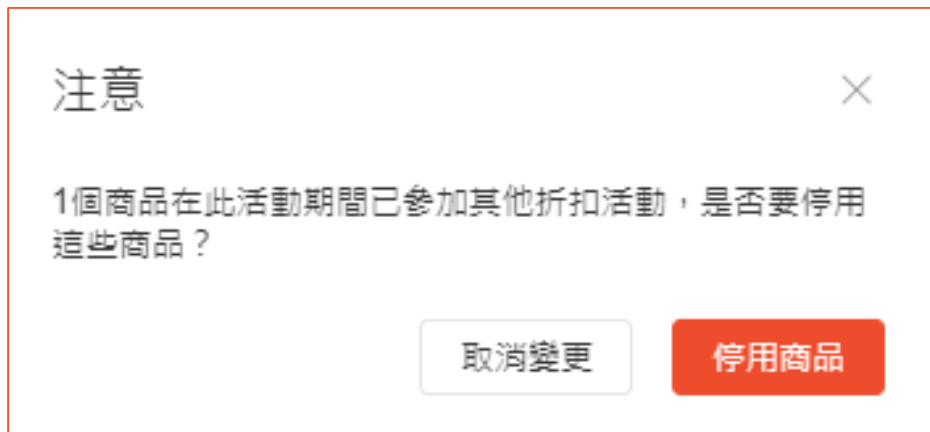 注意
1個商品在此活動期間已參加其他折扣活動，是否要停用
這些商品？
取消變更
停用商品